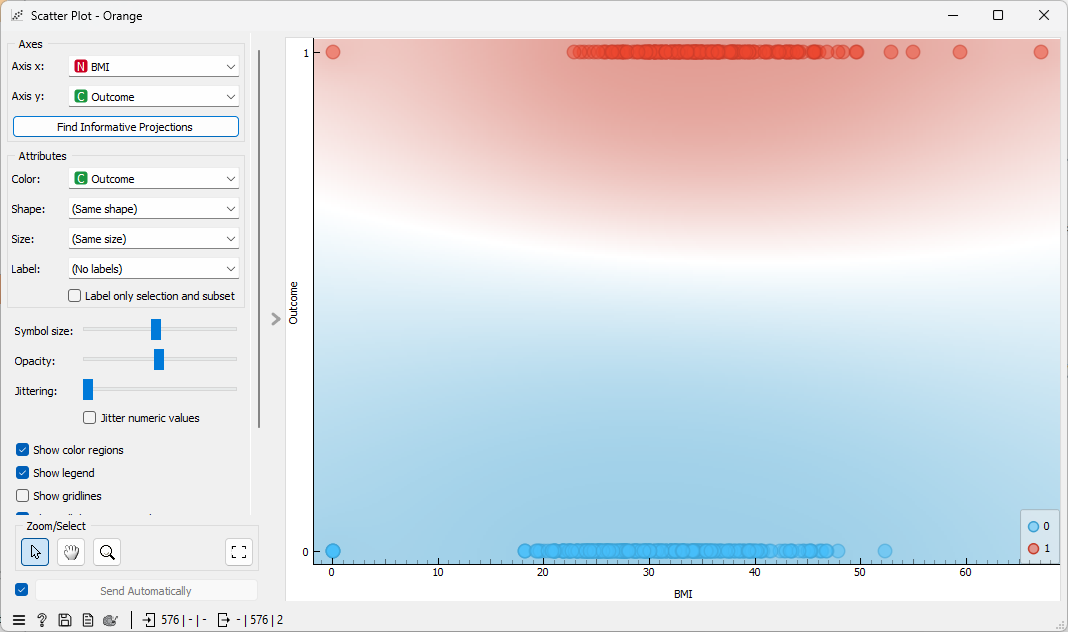 Scatter Plot - Orange
Axes
Axis x: N BMI
Axis y: C Outcome
Find Informative Projections
Attributes
Color: C Outcome
Shape: (Same shape)
Size: (Same size)
Label: (No labels)
Label only selection and subset
Symbol size:
Opacity:
Jittering:
Jitter numeric values
Show color regions
Show legend
Show gridlines
Zoom/Select
Send Automatically
576 | - | - - | 576 | 2
1
Outcome
0
0 10 20 30 40 50 60
BMI
0
1